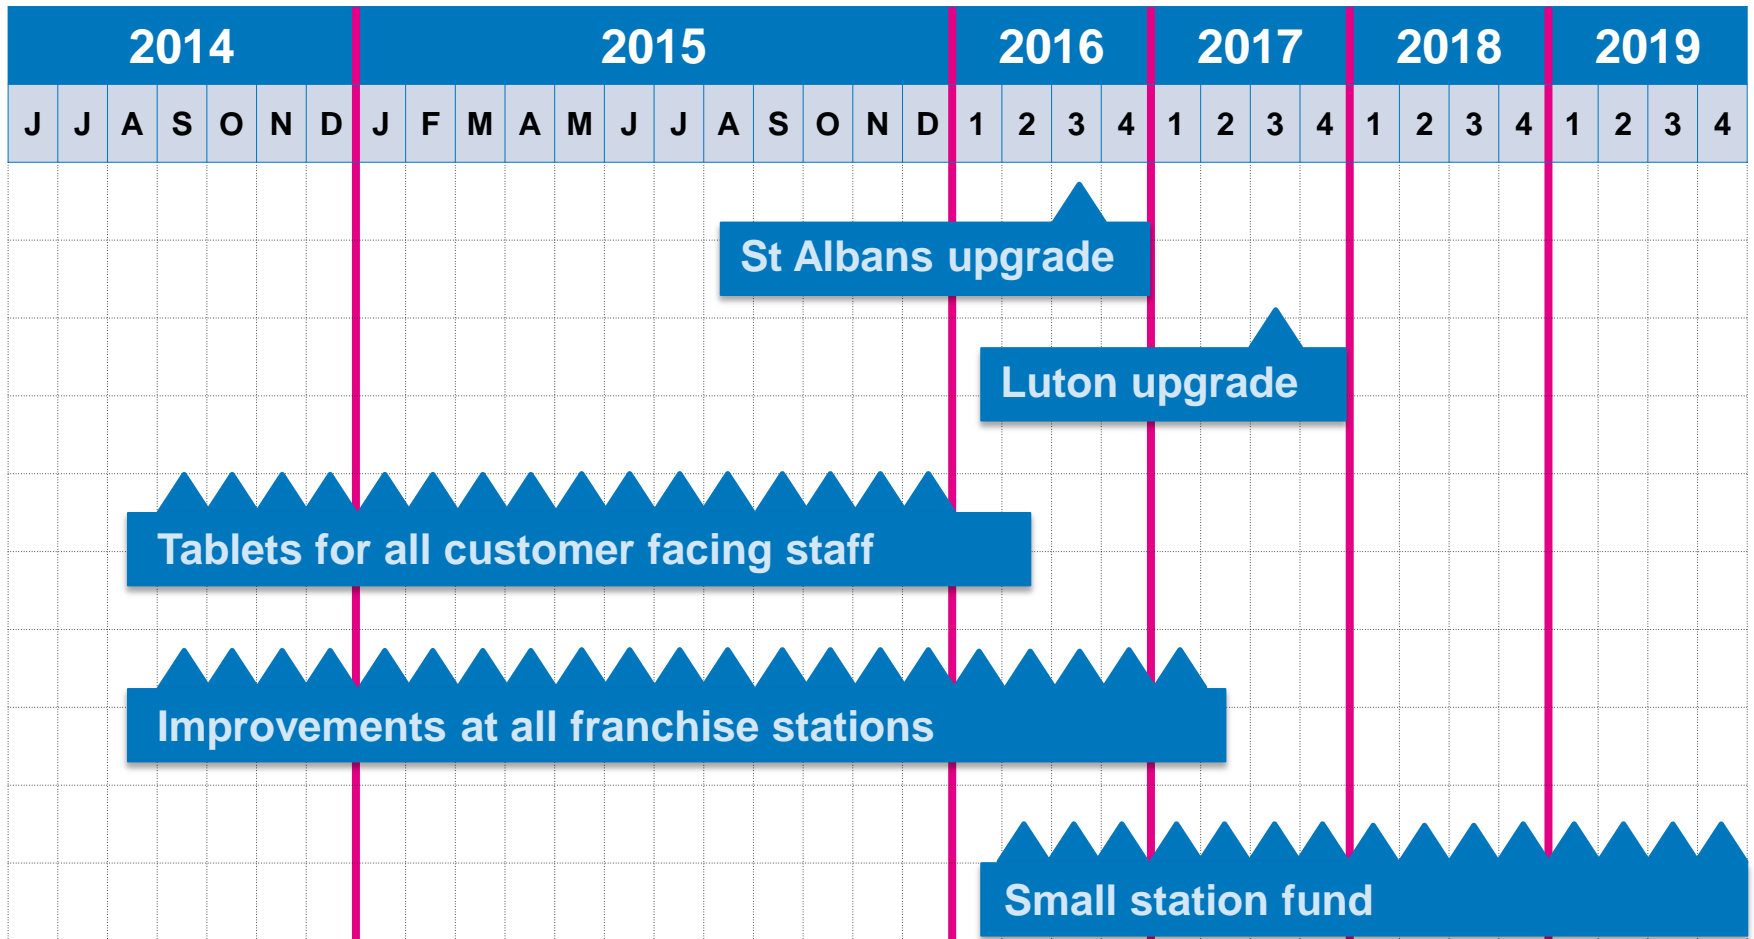 2014 2015 2016 2017 2018 2019
J J A S O N D J F M A M J J A S O N D 1 2 3 4 1 2 3 4 1 2 3 4 1 2 3 4
St Albans upgrade
Luton upgrade
Tablets for all customer facing staff
Improvements at all franchise stations
Small station fund